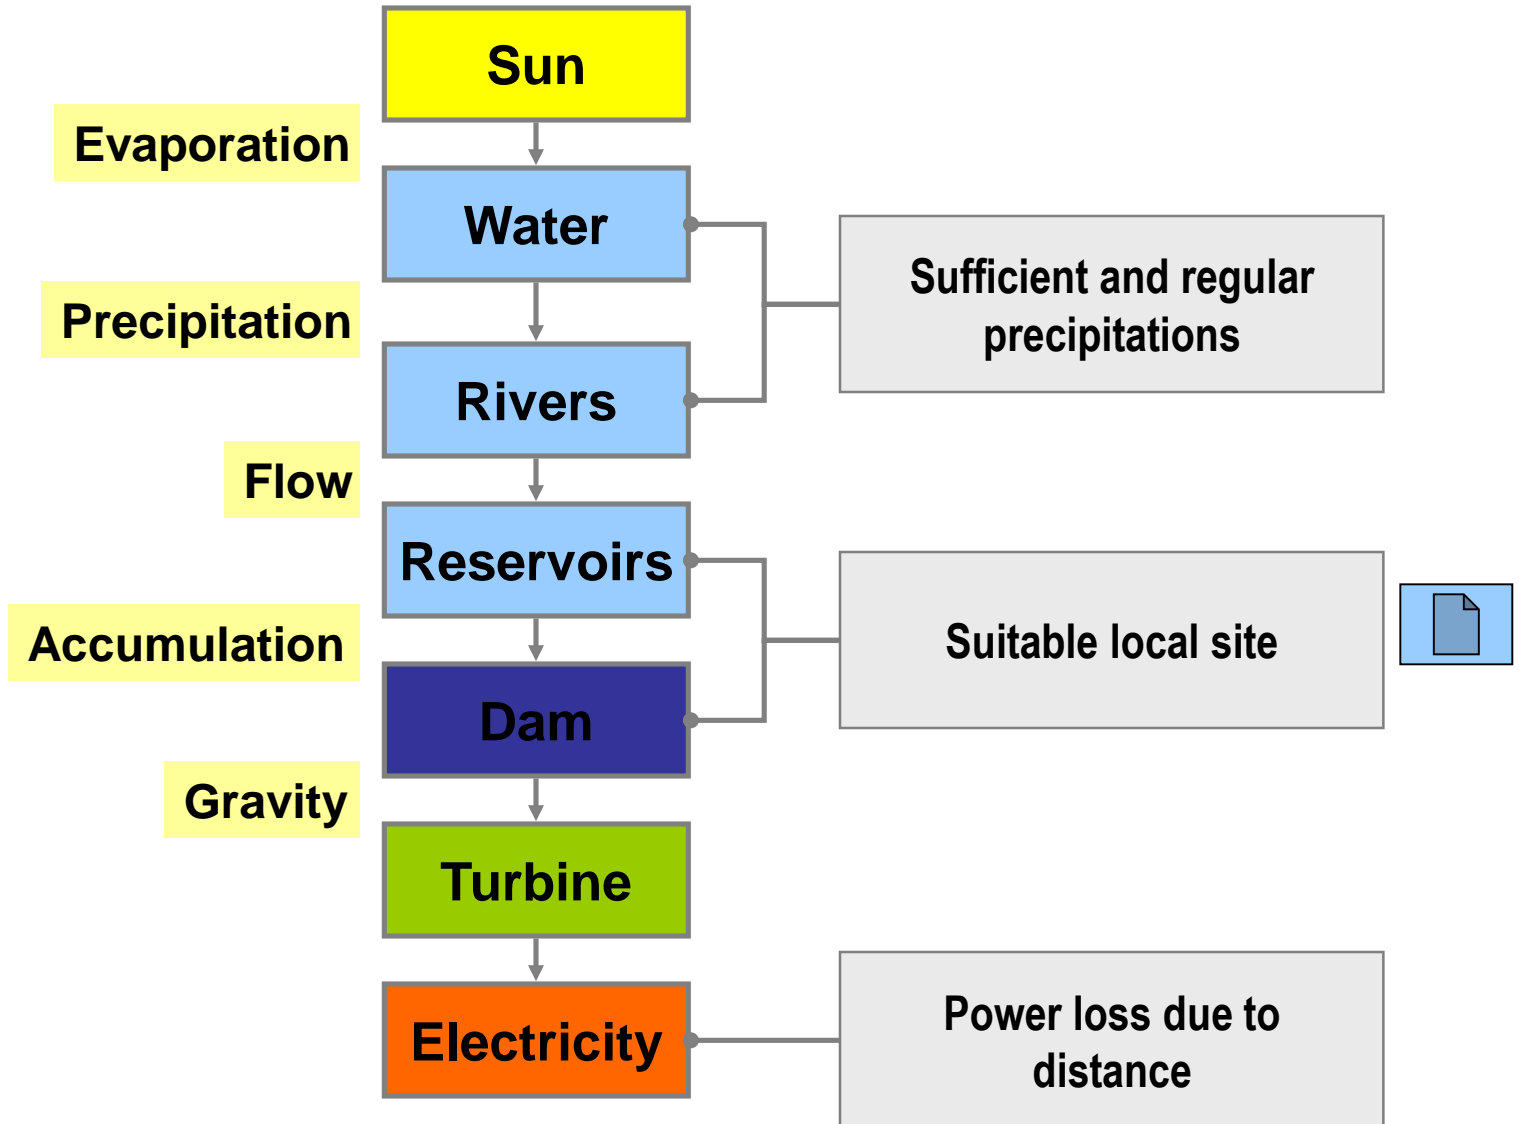 Sun
Evaporation
Water
Sufficient and regular
precipitations
Precipitation
Rivers
Flow
Reservoirs
Accumulation
Suitable local site
Dam
Gravity
Turbine
Electricity
Power loss due to
distance